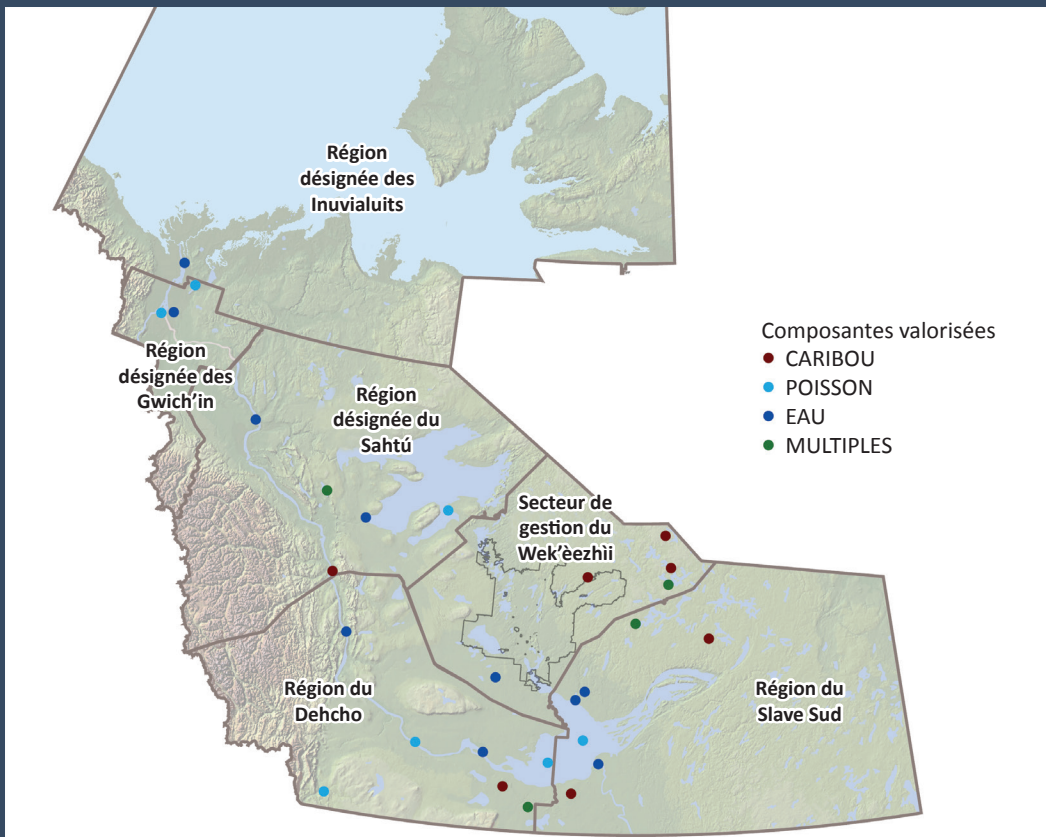 Région
désignée des
Inuvialuits
Région
désignée des
Gwich’in
Région
désignée du
Sahtú
Secteur de
gestion du
Wek’èezhìi
Région du
Dehcho
Région du
Slave Sud
Composantes valorisées
CARIBOU
POISSON
EAU
MULTIPLES